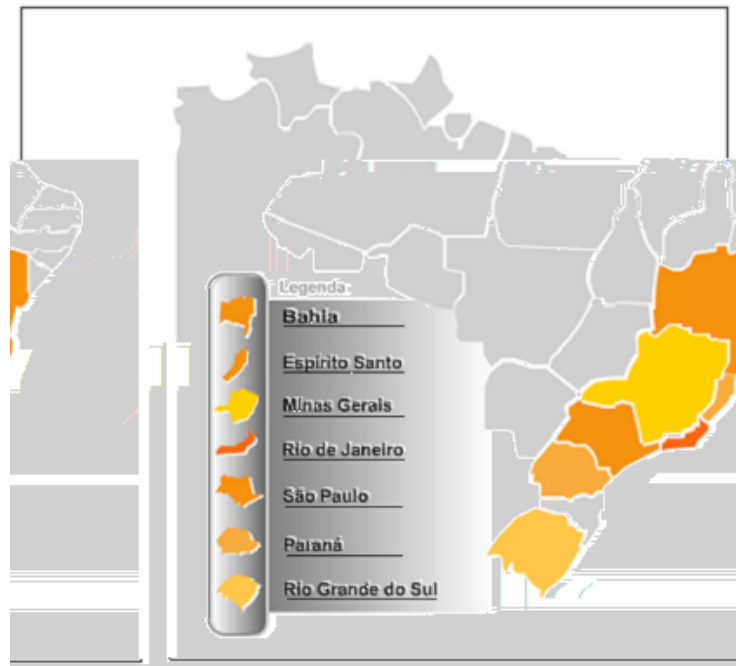 Legenda:
Bahia
Espírito Santo
Minas Gerais
Rio de Janeiro
São Paulo
Paraná
Rio Grande do Sul